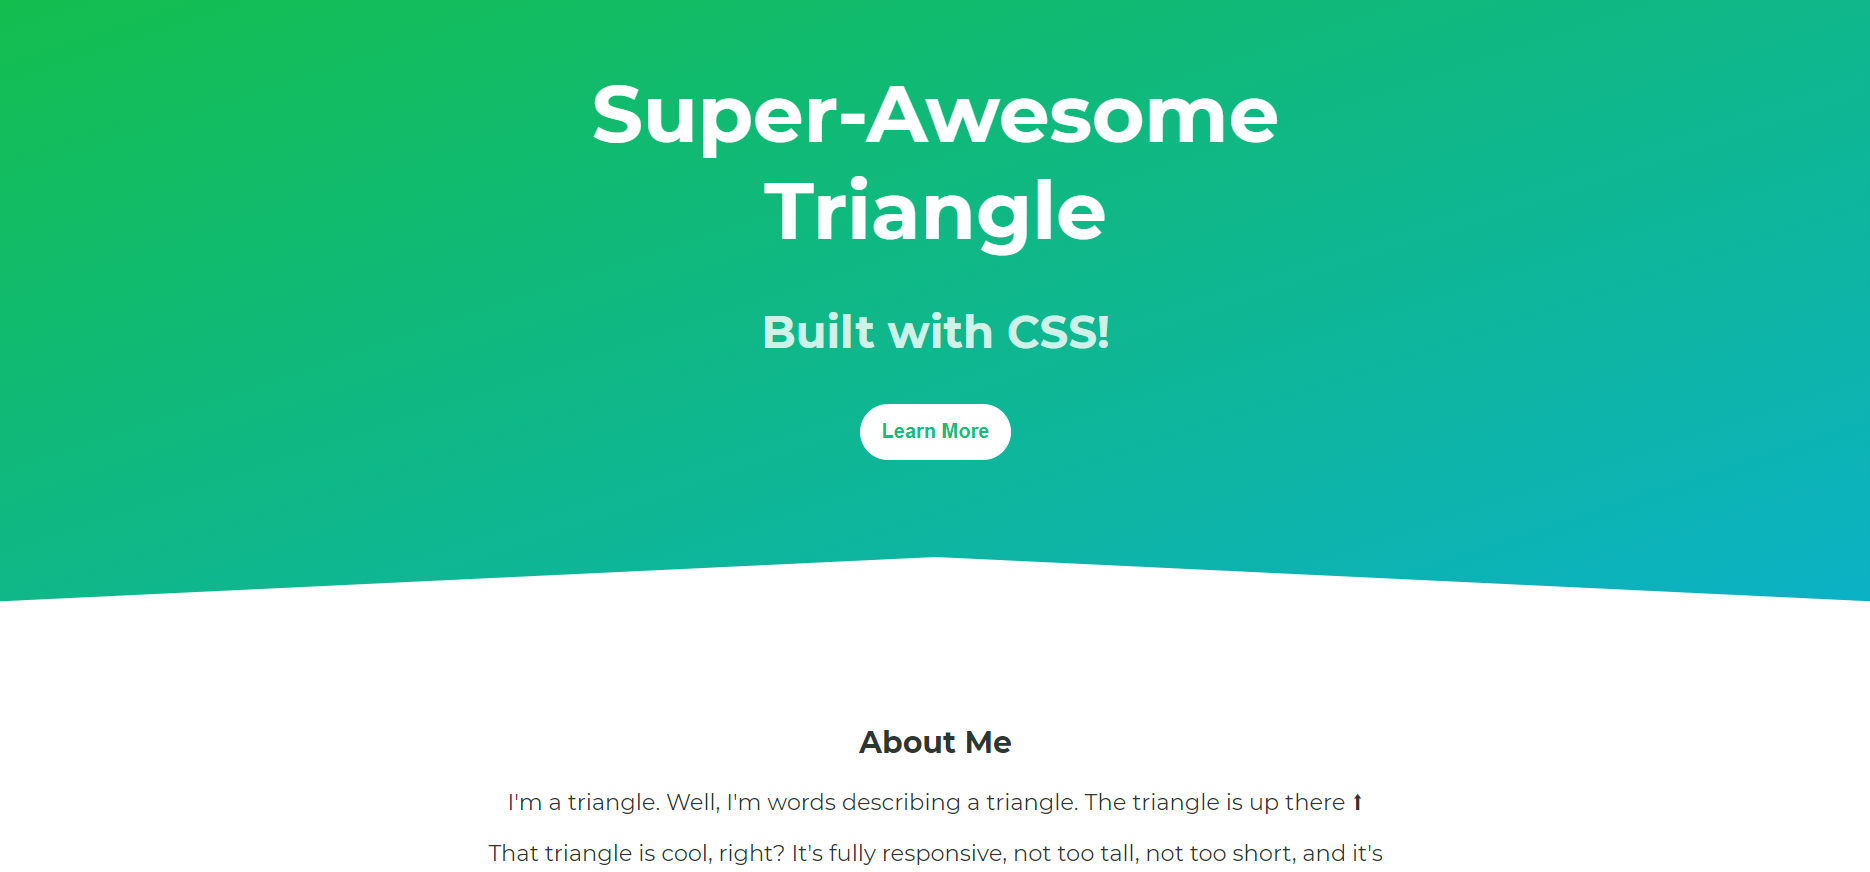 Super-Awesome
Triangle
Built with CSS!
Learn More
About Me
I'm a triangle. Well, I'm words describing a triangle. The triangle is up there ⬆
That triangle is cool, right? It's fully responsive, not too tall, not too short, and it's